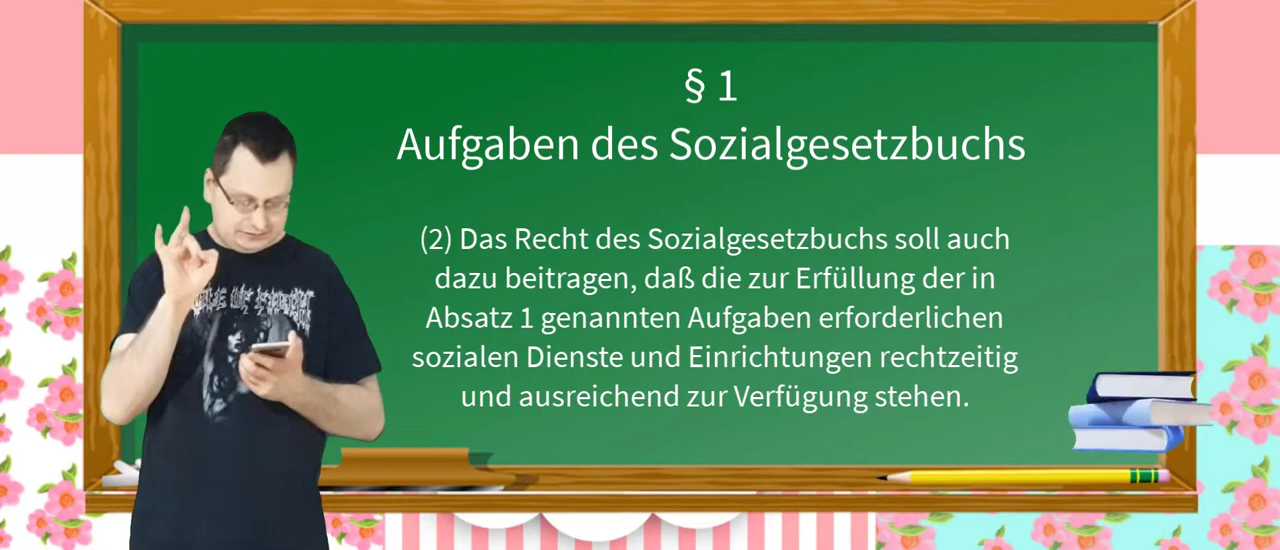 § 1
Aufgaben des Sozialgesetzbuchs
(2) Das Recht des Sozialgesetzbuchs soll auch
dazu beitragen, daß die zur Erfüllung der in
Absatz 1 genannten Aufgaben erforderlichen
sozialen Dienste und Einrichtungen rechtzeitig
und ausreichend zur Verfügung stehen.